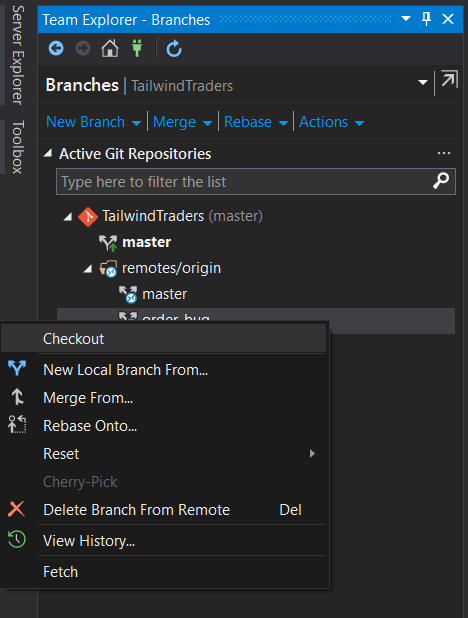 Server Explorer
Toolbox
Team Explorer - Branches
Branches | TailwindTraders
New Branch | Merge | Rebase | Actions
Active Git Repositories ...
Type here to filter the list
TailwindTraders (master)
master
remotes/origin
master
order_bug
Checkout
New Local Branch From...
Merge From...
Rebase Onto...
Reset
Cherry-Pick
Delete Branch From Remote Del
View History...
Fetch